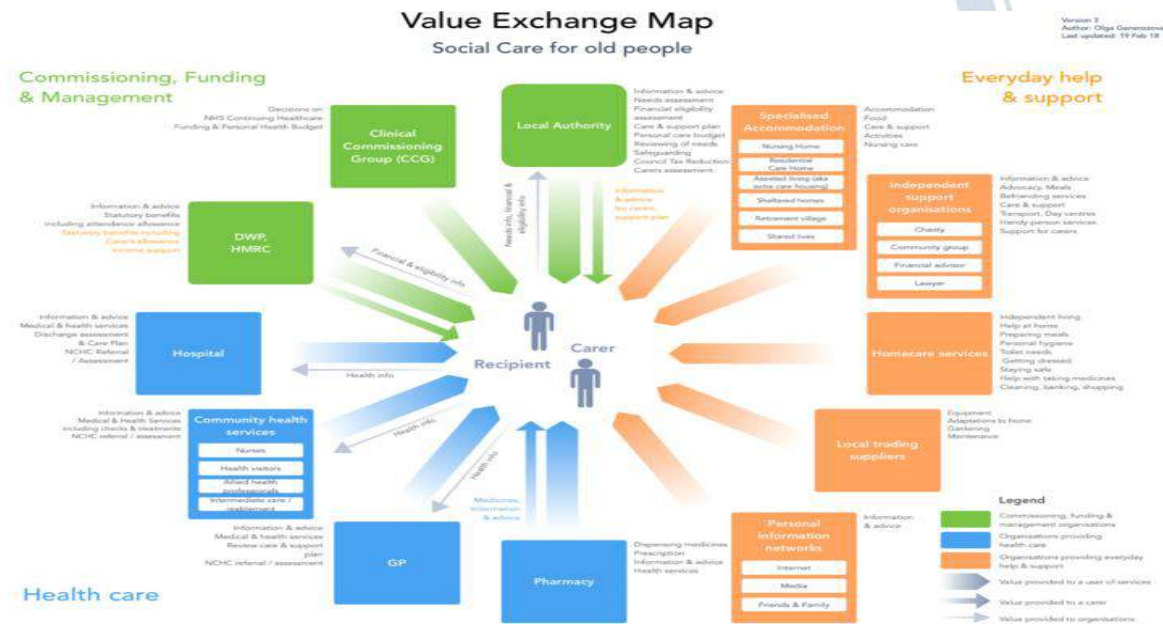 Value Exchange Map
Social Care for old people
Version 3
Author: Olga Generozova
Last updated: 19 Feb 18
Commissioning, Funding
& Management
Everyday help
& support
Decisions on
NHS Continuing Healthcare
Funding & Personal Health Budget
Clinical
Commissioning
Group (CCG)
Local Authority
Information & advice
Needs assessment
Financial eligibility
assessment
Care & support plan
Personal care budget
Reviewing of needs
Safeguarding
Council Tax Reduction
Carers assessment
Specialised
Accommodation
Nursing Home
Residential
Care Home
Assisted living (aka
extra care housing)
Sheltered homes
Retirement village
Shared lives
Accommodation
Food
Care & support
Activities
Nursing care
Independent
support
organisations
Charity
Community group
Financial advisor
Lawyer
Information & advice
Advocacy, Meals
Befriending services
Care & support
Transport, Day centres
Handy-person services
Support for carers
Information & advice
Statutory benefits
including attendance allowance
Statutory benefits including
Carers allowance
Income support
DWP,
HMRC
Financial & eligibility info
Needs info, financial &
eligibility info
Information
& advice
for carers,
support plan
Information & advice
Medical & health services
Discharge assessment
& Care Plan
NCHC Referral
/ Assessment
Hospital
Health info
Recipient
Carer
Homecare services
Independent living
Help at home
Preparing meals
Personal hygiene
Toilet needs
Getting dressed
Staying safe
Help with taking medicines
Cleaning, banking, shopping
Information & advice
Medical & Health Services
including checks & treatments
NCHC referral / assessment
Community health
services
Nurses
Health visitors
Allied health
professionals
Intermediate care /
reablement
Health info
Health info
Local trading
suppliers
Equipment
Adaptations to home
Gardening
Maintenance
Information & advice
Medical & health services
Review care & support
plan
NCHC referral / assessment
GP
Medicines,
information
& advice
Pharmacy
Dispensing medicines
Prescription
Information & advice
Health services
Personal
information
networks
Internet
Media
Friends & Family
Information
& advice
Health care
Legend
Commissioning, funding &
management organisations
Organisations providing
health care
Organisations providing everyday
help & support
Value provided to a user of services
Value provided to a carer
Value provided to organisations